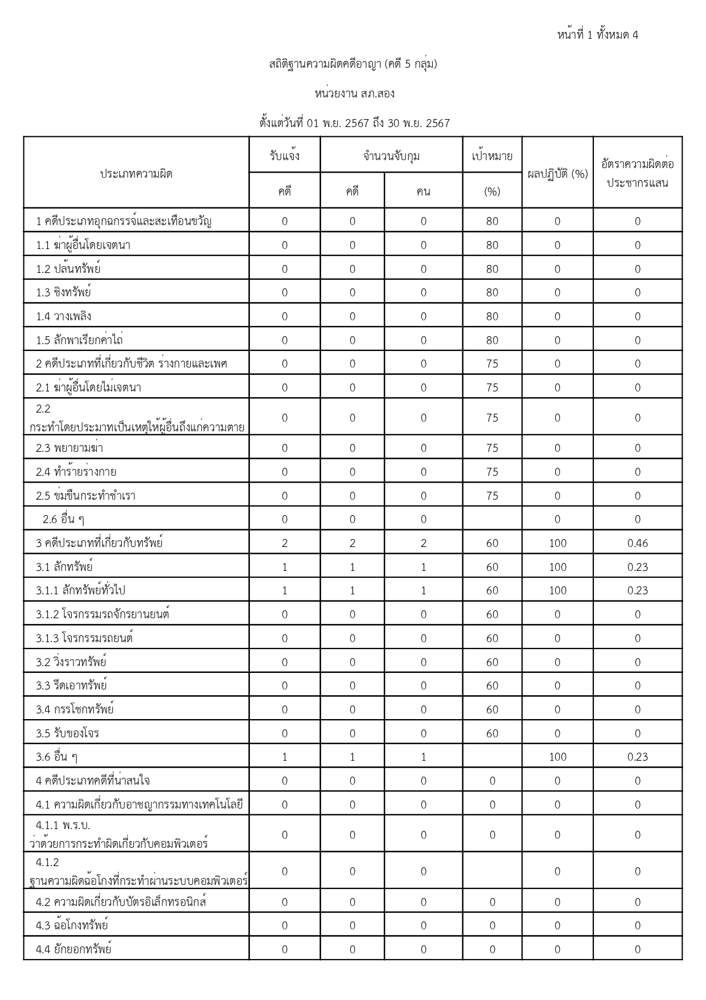 หน้าที่ 1 ทั้งหมด 4
สถิติฐานความผิดคดีอาญา (คดี 5 กลุ่ม)
หน่วยงาน สภ.สอง
ตั้งแต่วันที่ 01 พ.ย. 2567 ถึง 30 พ.ย. 2567
ประเภทความผิด รับแจ้ง จำนวนจับกุม เป้าหมาย ผลปฏิบัติ (%) อัตราความผิดต่อ
ประชากรแสน
คดี คดี คน (%)
1 คดีประเภทอุกฉกรรจ์และสะเทือนขวัญ 0 0 0 80 0 0
1.1 ฆ่าผู้อื่นโดยเจตนา 0 0 0 80 0 0
1.2 ปล้นทรัพย์ 0 0 0 80 0 0
1.3 ชิงทรัพย์ 0 0 0 80 0 0
1.4 วางเพลิง 0 0 0 80 0 0
1.5 ลักพาเรียกค่าไถ่ 0 0 0 80 0 0
2 คดีประเภทที่เกี่ยวกับชีวิต ร่างกายและเพศ 0 0 0 75 0 0
2.1 ฆ่าผู้อื่นโดยไม่เจตนา 0 0 0 75 0 0
2.2
กระทำโดยประมาทเป็นเหตุให้ผู้อื่นถึงแก่ความตาย 0 0 0 75 0 0
2.3 พยายามฆ่า 0 0 0 75 0 0
2.4 ทำร้ายร่างกาย 0 0 0 75 0 0
2.5 ข่มขืนกระทำชำเรา 0 0 0 75 0 0
2.6 อื่น ๆ 0 0 0 0 0
3 คดีประเภทที่เกี่ยวกับทรัพย์ 2 2 2 60 100 0.46
3.1 ลักทรัพย์ 1 1 1 60 100 0.23
3.1.1 ลักทรัพย์ทั่วไป 1 1 1 60 100 0.23
3.1.2 โจรกรรมรถจักรยานยนต์ 0 0 0 60 0 0
3.1.3 โจรกรรมรถยนต์ 0 0 0 60 0 0
3.2 วิ่งราวทรัพย์ 0 0 0 60 0 0
3.3 รีดเอาทรัพย์ 0 0 0 60 0 0
3.4 กรรโชกทรัพย์ 0 0 0 60 0 0
3.5 รับของโจร 0 0 0 60 0 0
3.6 อื่น ๆ 1 1 1 100 0.23
4 คดีประเภทคดีที่น่าสนใจ 0 0 0 0 0 0
4.1 ความผิดเกี่ยวกับอาชญากรรมทางเทคโนโลยี 0 0 0 0 0 0
4.1.1 พ.ร.บ.
ว่าด้วยการกระทำผิดเกี่ยวกับคอมพิวเตอร์ 0 0 0 0 0 0
4.1.2
ฐานความผิดฉ้อโกงที่กระทำผ่านระบบคอมพิวเตอร์ 0 0 0 0 0
4.2 ความผิดเกี่ยวกับบัตรอิเล็กทรอนิกส์ 0 0 0 0 0 0
4.3 ฉ้อโกงทรัพย์ 0 0 0 0 0 0
4.4 ยักยอกทรัพย์ 0 0 0 0 0 0